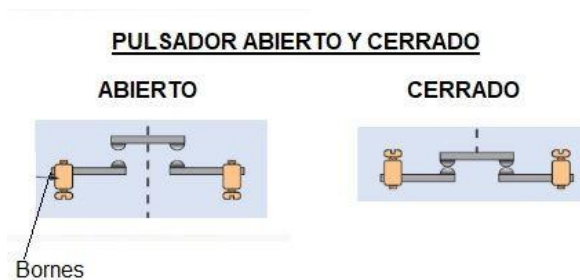 PULSADOR ABIERTO Y CERRADO
ABIERTO
CERRADO
Bornes